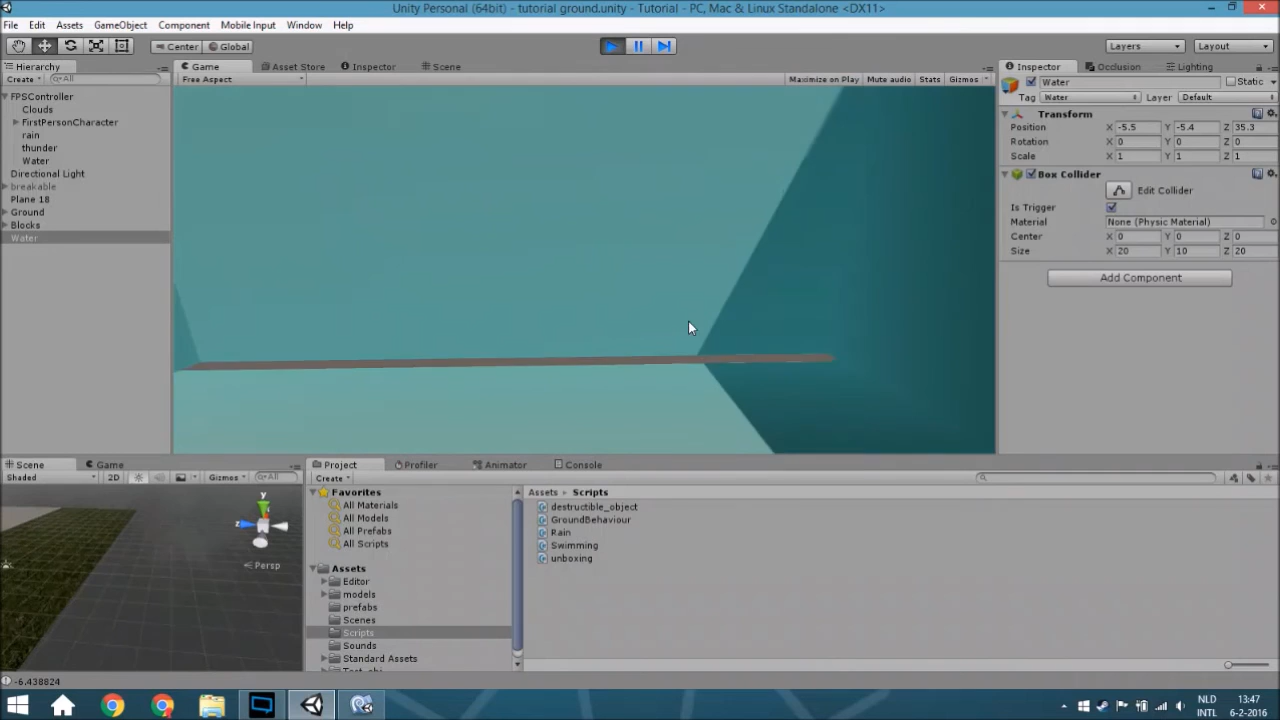 Unity Personal (64bit) - tutorial ground.unity - Tutorial - PC, Mac & Linux Standalone <DX11>
File Edit Assets GameObject Component Mobile Input Window Help
Center Global Layers Layout
Hierarchy Game Asset Store Inspector Scene Inspector Occlusion Lighting
Create All Free Aspect Maximize on Play Mute audio Stats Gizmos Water Static
FPSController Tag Water Layer Default
Clouds Transform
FirstPersonCharacter Position X -5.5 Y -5.4 Z 35.3
rain Rotation X 0 Y 0 Z 0
thunder Scale X 1 Y 1 Z 1
Water
Directional Light Box Collider
breakable Edit Collider
Plane 18 Is Trigger
Ground Material None (Physic Material)
Blocks Center X 0 Y 0 Z 0
Water Size X 20 Y 10 Z 20
Add Component
Scene Game Project Profiler Animator Console
Shaded 2D Gizmos All Create
Favorites Assets Scripts
All Materials destructible_object
All Models GroundBehaviour
All Prefabs Rain
All Scripts Swimming
unboxing
y
z
Persp
Assets
Editor
models
prefabs
Scenes
Scripts
Sounds
Standard Assets
-6.438824
NLD 13:47
INTL 6-2-2016